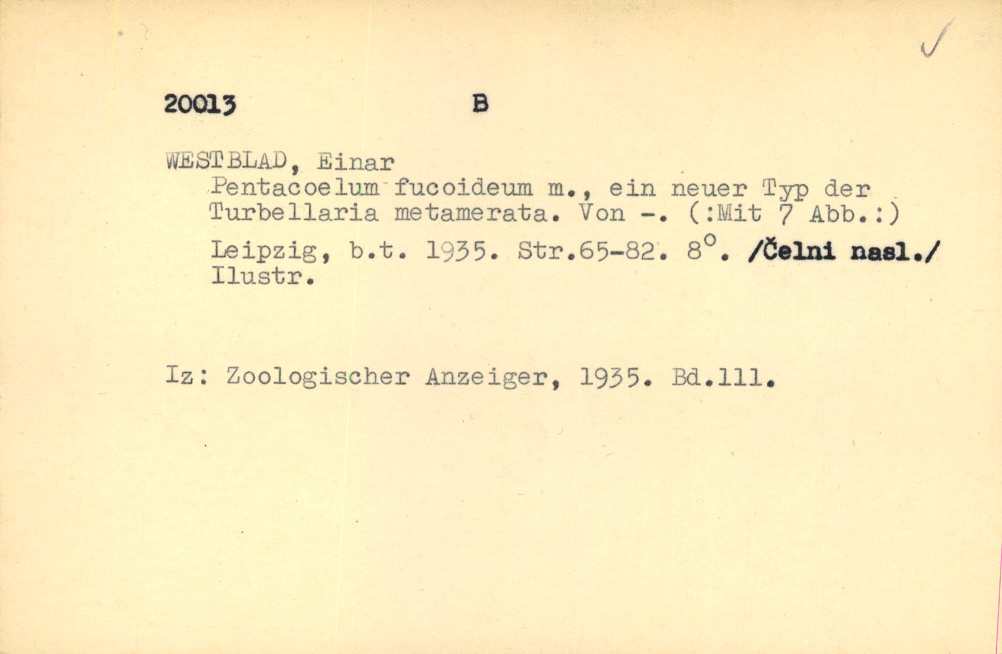 20013 B
WESTBLAD, Einar
Pentacoelum fucoideum m., ein neuer Typ der
Turbellaria metamerata. Von -. (:Mit 7 Abb.:)
Leipzig, b.t. 1935. Str.65-82. 8°. /Čelni nasl./
Ilustr.
Iz: Zoologischer Anzeiger, 1935. Bd.111.